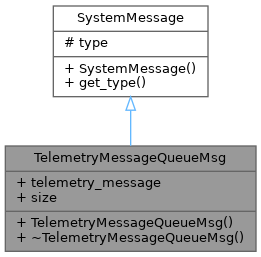 SystemMessage
# type
+ SystemMessage()
+ get_type()
TelemetryMessageQueueMsg
+ telemetry_message
+ size
+ TelemetryMessageQueueMsg()
+ ~TelemetryMessageQueueMsg()